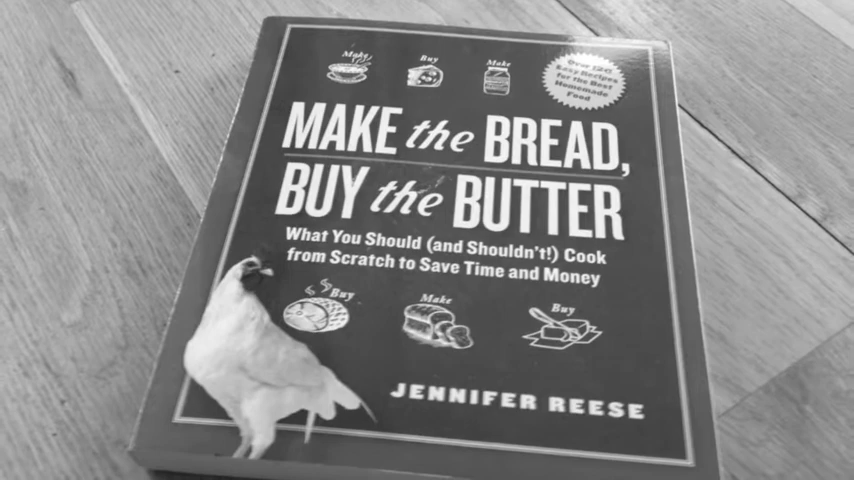 Make
Buy
Make
Over 120
Easy Recipes
for the Best
Homemade
Food
MAKE the BREAD,
BUY the BUTTER
What You Should (and Shouldn't!) Cook
from Scratch to Save Time and Money
Buy
Make
Buy
JENNIFER REESE